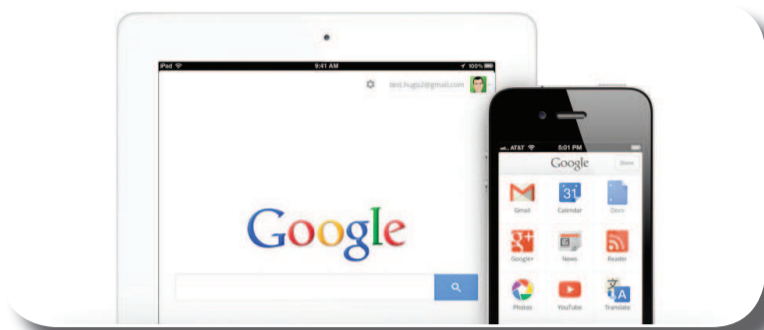 iPad 9:41 AM 100%
test.hugo2@gmail.com
Google
AT&T 5:01 PM
Google Done
Gmail Calendar Docs
31
Google+ News Reader
Photos YouTube Translate